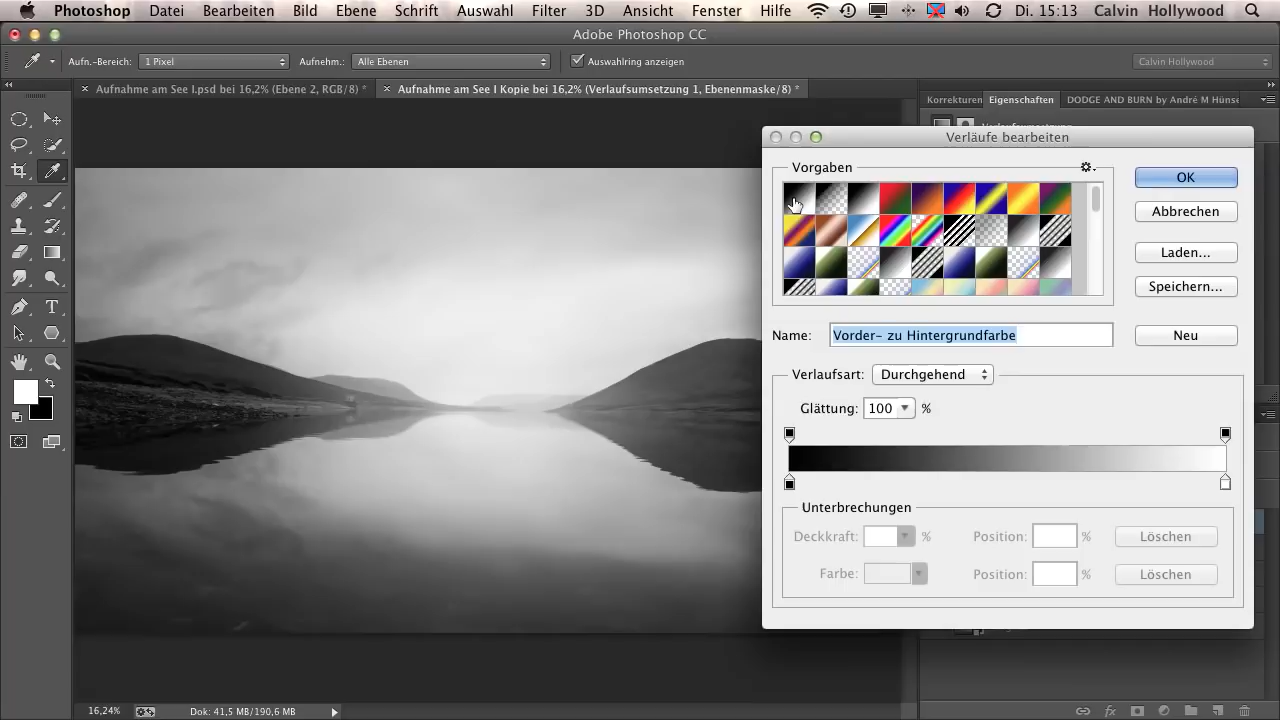 Photoshop Datei Bearbeiten Bild Ebene Schrift Auswahl Filter 3D Ansicht Fenster Hilfe Di. 15:13 Calvin Hollywood
Adobe Photoshop CC
Aufn.-Bereich: 1 Pixel Aufnehm.: Alle Ebenen Auswahlring anzeigen Calvin Hollywood
Aufnahme am See I.psd bei 16,2% (Ebene 2, RGB/8) * Aufnahme am See I Kopie bei 16,2% (Verlaufsumsetzung 1, Ebenenmaske/8) * Korrekturen Eigenschaften DODGE AND BURN by André M Hünse
Verläufe bearbeiten
Vorgaben
OK
Abbrechen
Laden...
Speichern...
Name: Vorder- zu Hintergrundfarbe Neu
Verlaufsart: Durchgehend
Glättung: 100 %
Unterbrechungen
Deckkraft: % Position: % Löschen
Farbe: Position: % Löschen
16,24% Dok: 41,5 MB/190,6 MB